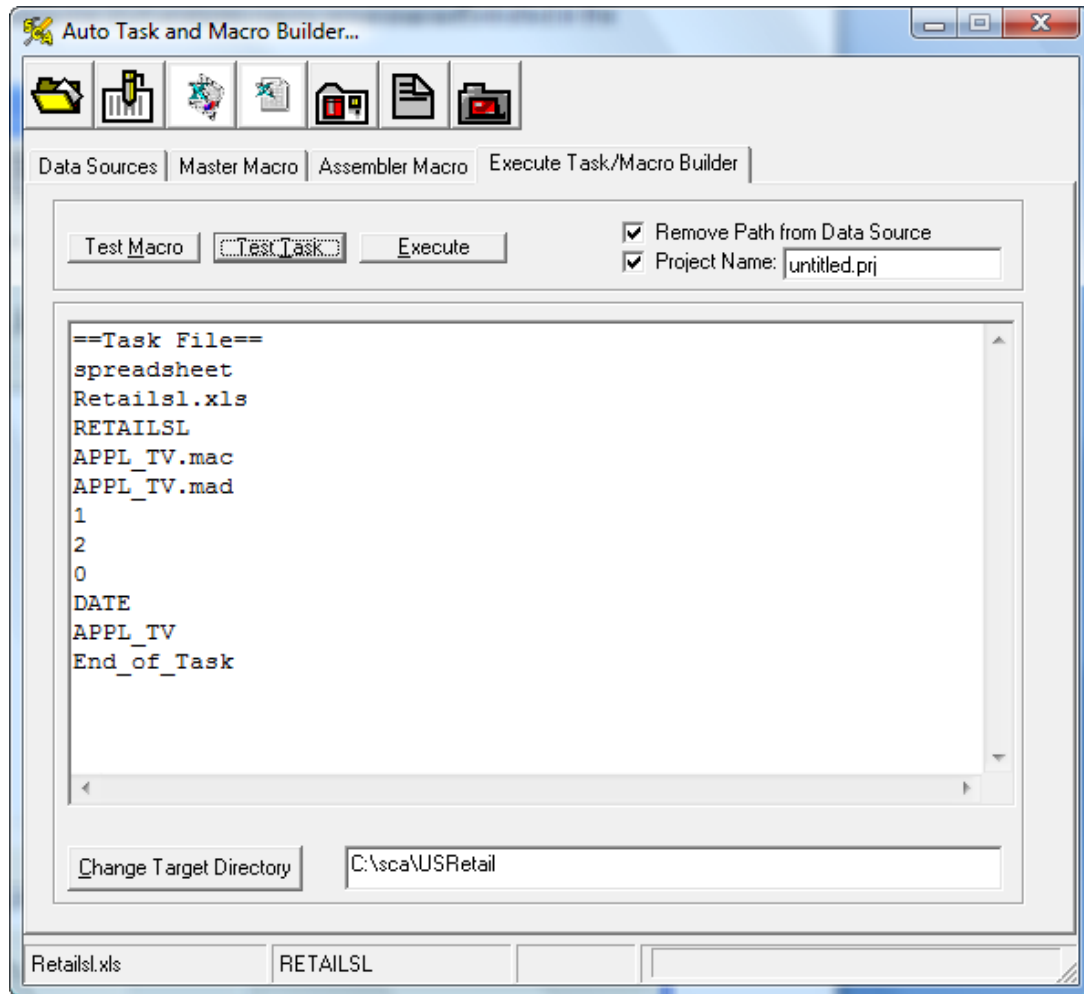 Auto Task and Macro Builder...
Data Sources Master Macro Assembler Macro Execute Task/Macro Builder
Test Macro Test Task Execute
Remove Path from Data Source
Project Name: untitled.prj
==Task File==
spreadsheet
Retailsl.xls
RETAILSL
APPL_TV.mac
APPL_TV.mad
1
2
0
DATE
APPL_TV
End_of_Task
Change Target Directory C:\sca\USRetail
Retailsl.xls RETAILSL